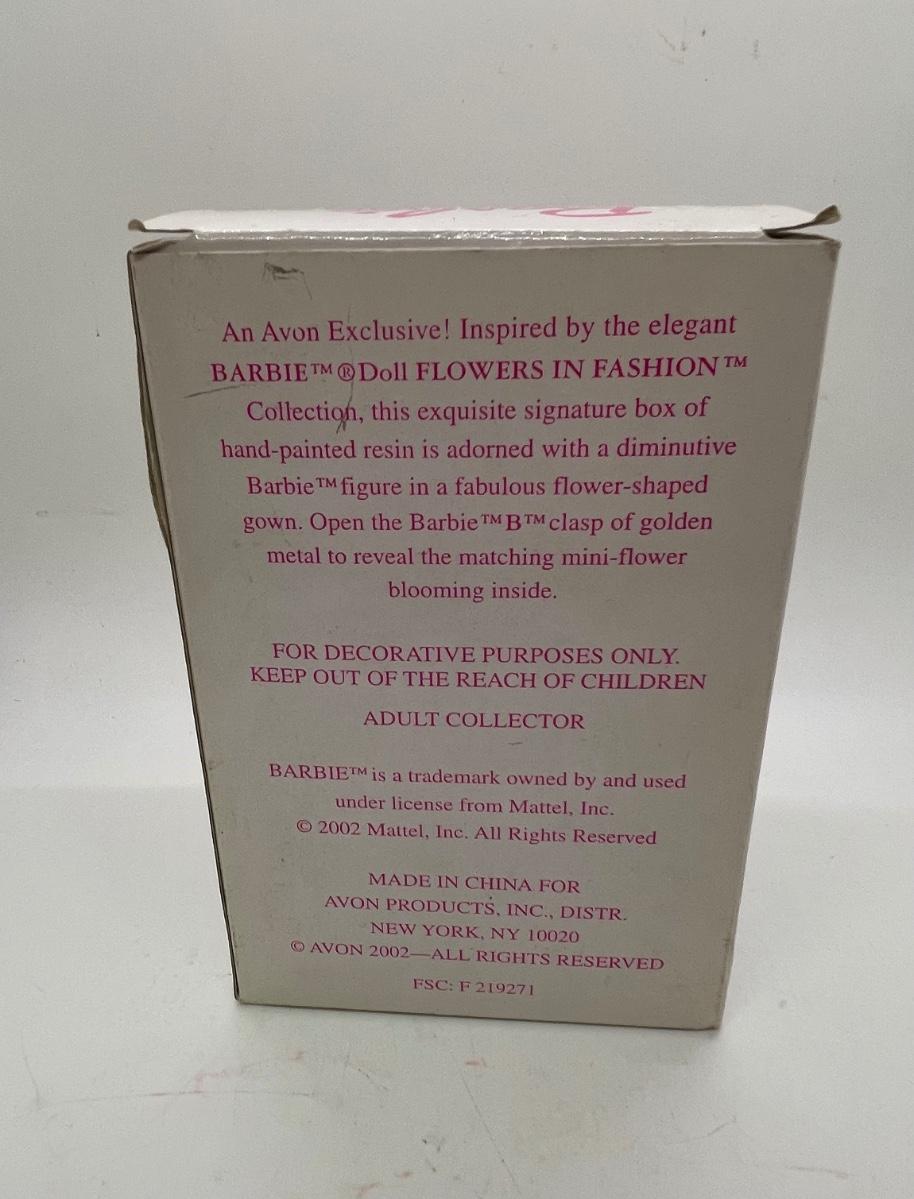 An Avon Exclusive! Inspired by the elegant
BARBIE™®Doll FLOWERS IN FASHION™
Collection, this exquisite signature box of
hand-painted resin is adorned with a diminutive
Barbie™figure in a fabulous flower-shaped
gown. Open the Barbie™B™clasp of golden
metal to reveal the matching mini-flower
blooming inside.
FOR DECORATIVE PURPOSES ONLY.
KEEP OUT OF THE REACH OF CHILDREN
ADULT COLLECTOR
BARBIE™is a trademark owned by and used
under license from Mattel, Inc.
© 2002 Mattel, Inc. All Rights Reserved
MADE IN CHINA FOR
AVON PRODUCTS, INC., DISTR.
NEW YORK, NY 10020
© AVON 2002—ALL RIGHTS RESERVED
FSC: F 219271